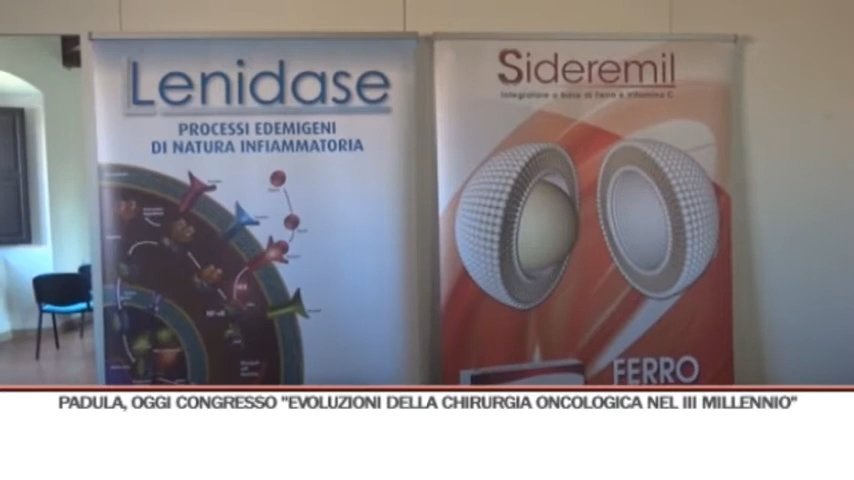 Lenidase
PROCESSI EDEMIGENI
DI NATURA INFIAMMATORIA
Sideremil
Integratore a base di Ferro e Vitamina C
FERRO
PADULA, OGGI CONGRESSO "EVOLUZIONI DELLA CHIRURGIA ONCOLOGICA NEL III MILLENNIO"